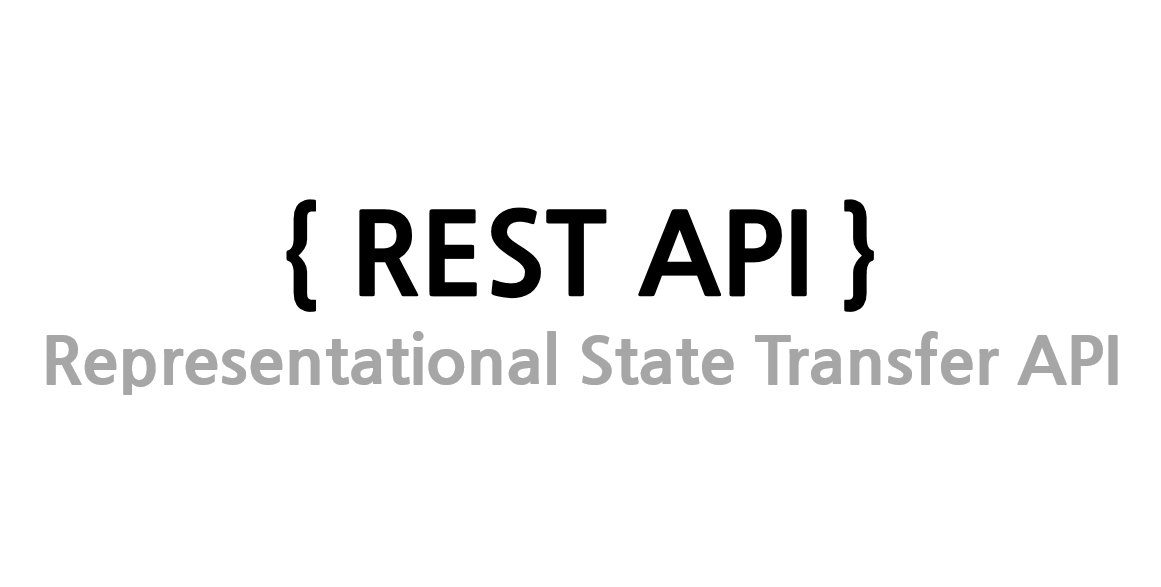 { REST API }
Representational State Transfer API